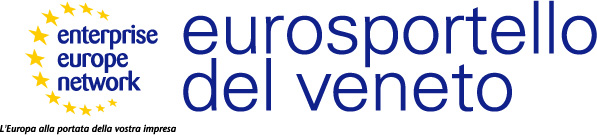 enterprise
europe
network
eurosportello
del veneto
L'Europa alla portata della vostra impresa